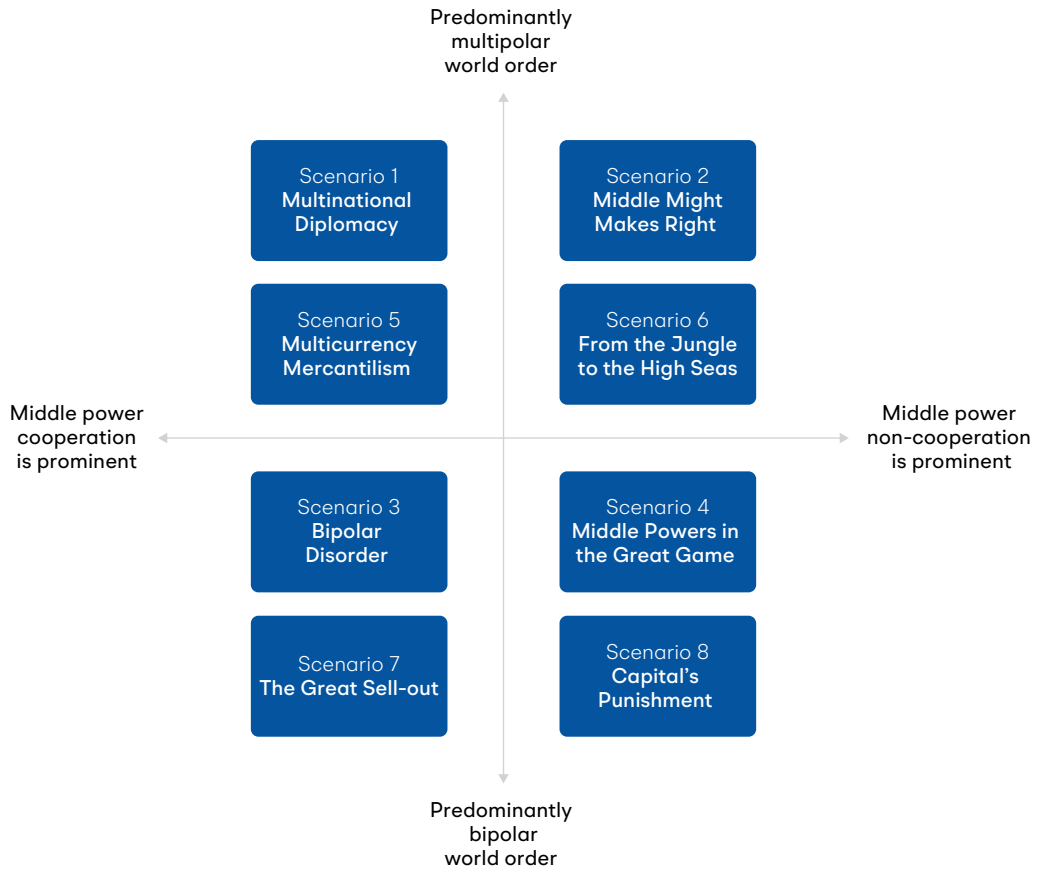 Predominantly
multipolar
world order
Scenario 1
Multinational
Diplomacy
Scenario 2
Middle Might
Makes Right
Scenario 5
Multicurrency
Mercantilism
Scenario 6
From the Jungle
to the High Seas
Middle power
cooperation
is prominent
Middle power
non-cooperation
is prominent
Scenario 3
Bipolar
Disorder
Scenario 4
Middle Powers in
the Great Game
Scenario 7
The Great Sell-out
Scenario 8
Capital’s
Punishment
Predominantly
bipolar
world order